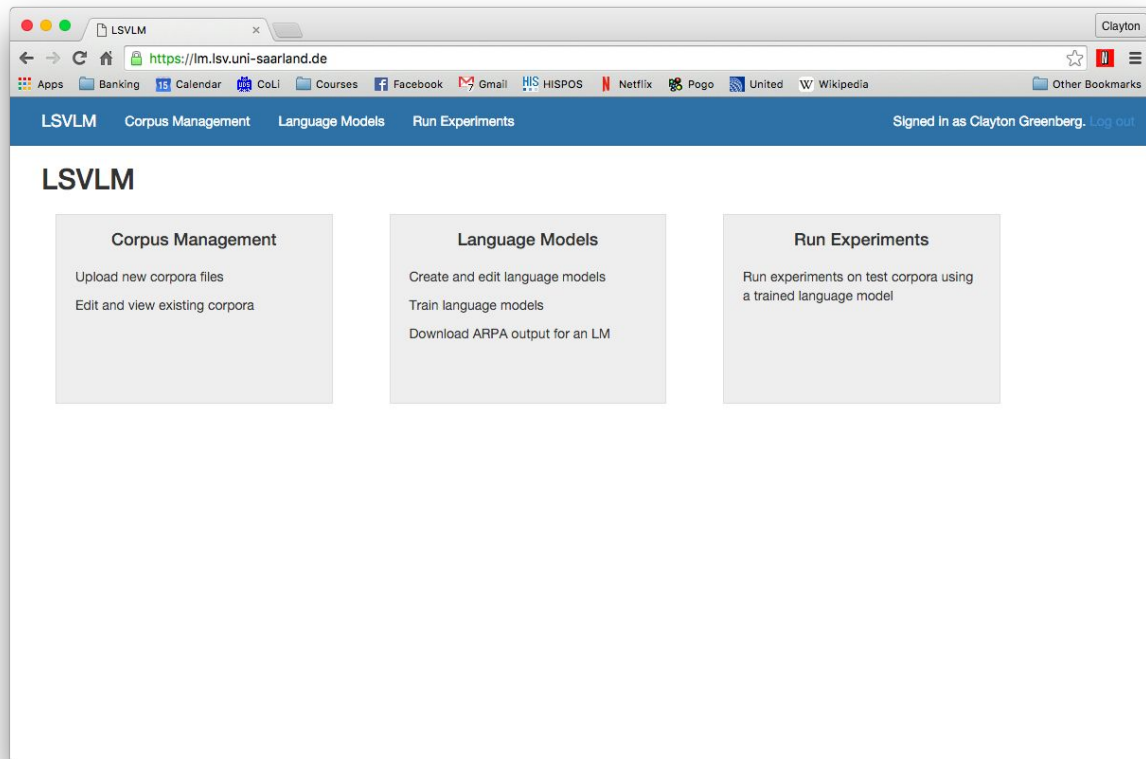 LSVLM
Clayton
https://lm.lsv.uni-saarland.de
Apps Banking 15 Calendar UDS CoLi Courses Facebook Gmail HIS HISPOS Netflix Pogo United W Wikipedia Other Bookmarks
LSVLM Corpus Management Language Models Run Experiments Signed in as Clayton Greenberg. Log out
LSVLM
Corpus Management
Upload new corpora files
Edit and view existing corpora
Language Models
Create and edit language models
Train language models
Download ARPA output for an LM
Run Experiments
Run experiments on test corpora using
a trained language model